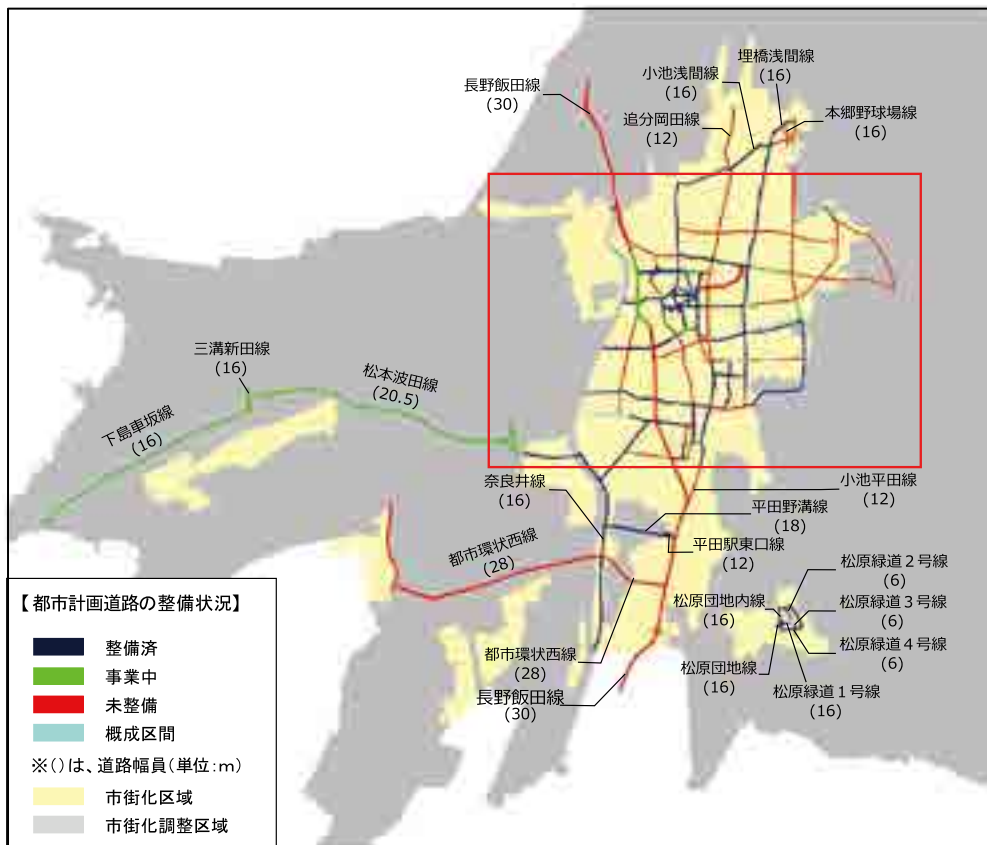 埋橋浅間線
(16)
小池浅間線
(16)
長野飯田線
(30)
追分岡田線
(12)
本郷野球場線
(16)
三溝新田線
(16)
松本波田線
(20.5)
下島車坂線
(16)
奈良井線
(16)
小池平田線
(12)
平田野溝線
(18)
平田駅東口線
(12)
都市環状西線
(28)
松原緑道２号線
(6)
松原団地内線
(16)
松原緑道３号線
(6)
松原緑道４号線
(6)
都市環状西線
(28)
松原団地線
(16)
松原緑道１号線
(16)
長野飯田線
(30)
【都市計画道路の整備状況】
整備済
事業中
未整備
概成区間
※()は、道路幅員(単位:m)
市街化区域
市街化調整区域